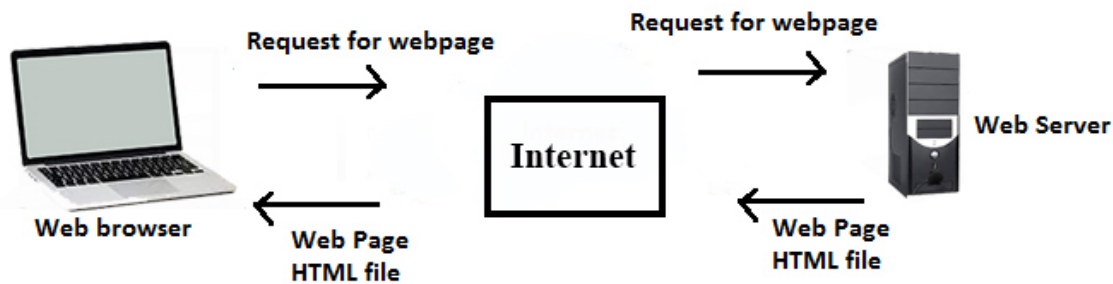 Request for webpage
Request for webpage
Internet
Web Server
Web browser
Web Page
HTML file
Web Page
HTML file